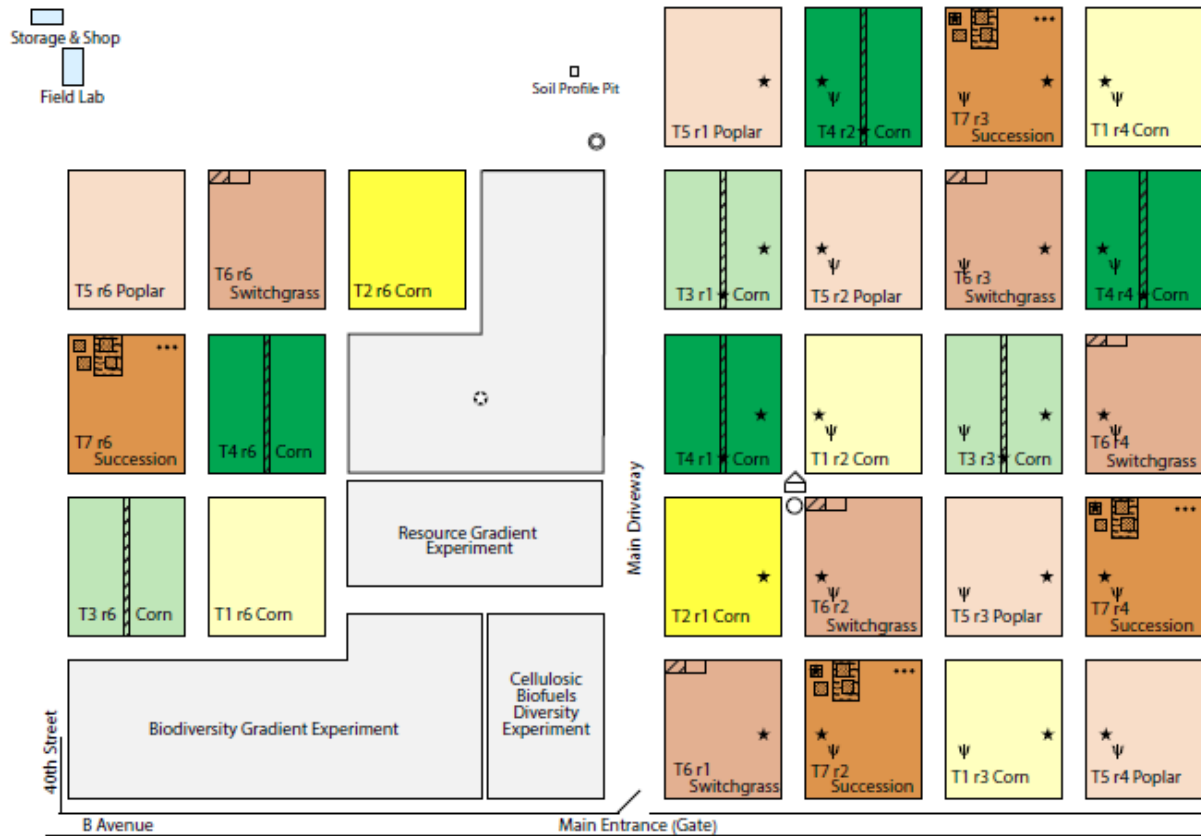 Storage & Shop
Field Lab
Soil Profile Pit
T5 r1 Poplar
T4 r2 Corn
T7 r3
Succession
T1 r4 Corn
T5 r6 Poplar
T6 r6
Switchgrass
T2 r6 Corn
T3 r1 Corn
T5 r2 Poplar
T6 r3
Switchgrass
T4 r4 Corn
T7 r6
Succession
T4 r6 Corn
T4 r1 Corn
T1 r2 Corn
T3 r3 Corn
T6 r4
Switchgrass
Main Driveway
T3 r6 Corn
T1 r6 Corn
Resource Gradient
Experiment
T2 r1 Corn
T6 r2
Switchgrass
T5 r3 Poplar
T7 r4
Succession
Biodiversity Gradient Experiment
Cellulosic
Biofuels
Diversity
Experiment
T6 r1
Switchgrass
T7 r2
Succession
T1 r3 Corn
T5 r4 Poplar
40th Street
B Avenue
Main Entrance (Gate)